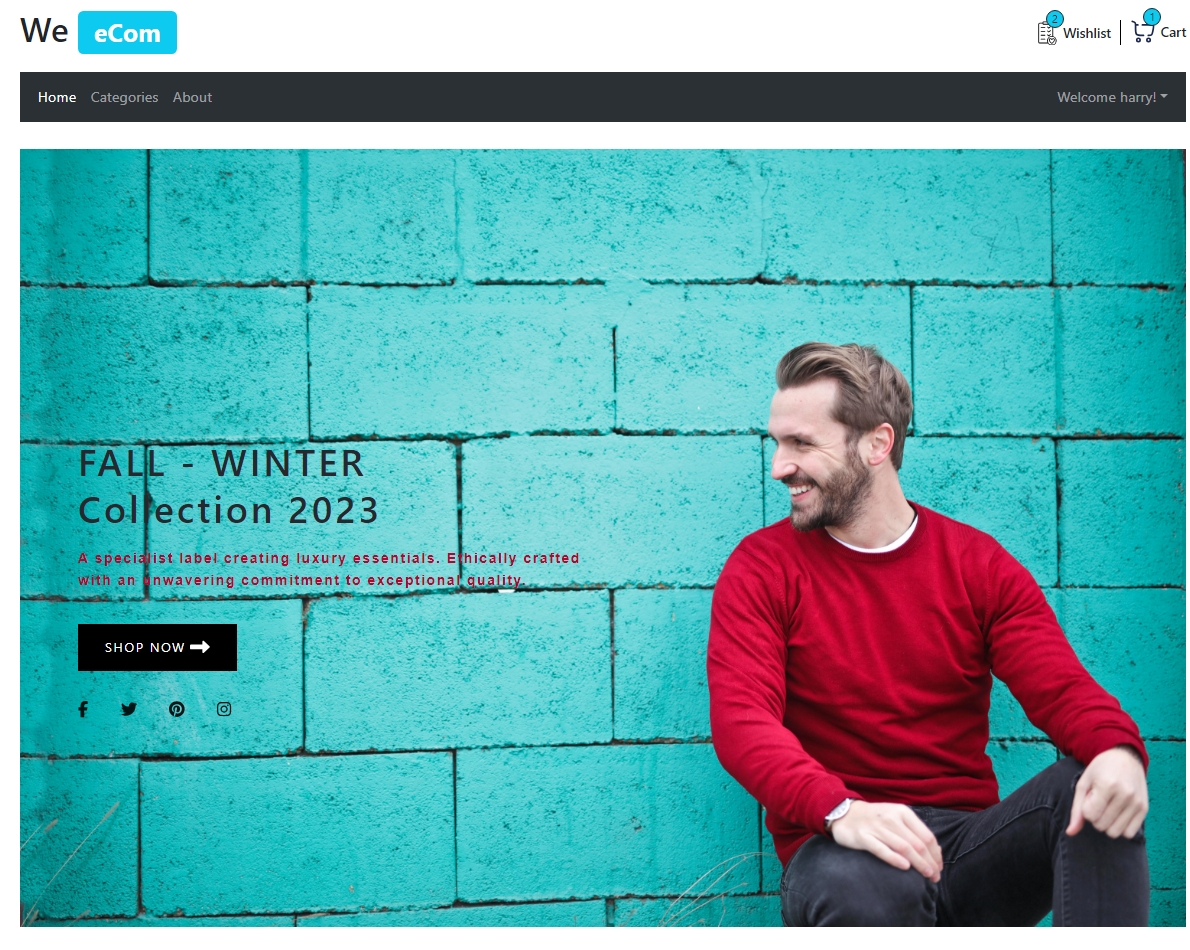 We eCom
2 Wishlist 1 Cart
Home Categories About Welcome harry!
FALL - WINTER
Collection 2023
A specialist label creating luxury essentials. Ethically crafted
with an unwavering commitment to exceptional quality.
SHOP NOW